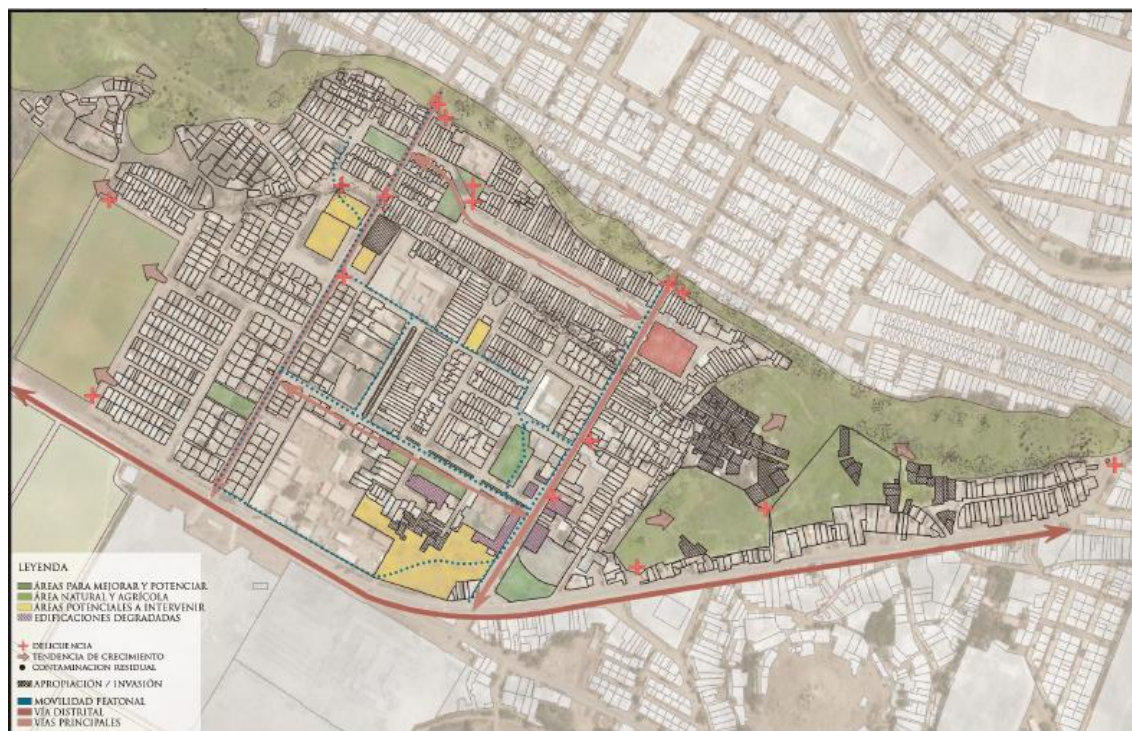 LEYENDA
ÁREAS PARA MEJORAR Y POTENCIAR
ÁREA NATURAL Y AGRÍCOLA
ÁREAS POTENCIALES A INTERVENIR
EDIFICACIONES DEGRADADAS
DELICUENCIA
TENDENCIA DE CRECIMIENTO
CONTAMINACION RESIDUAL
APROPIACIÓN / INVASIÓN
MOVILIDAD PEATONAL
VÍA DISTRITAL
VÍAS PRINCIPALES